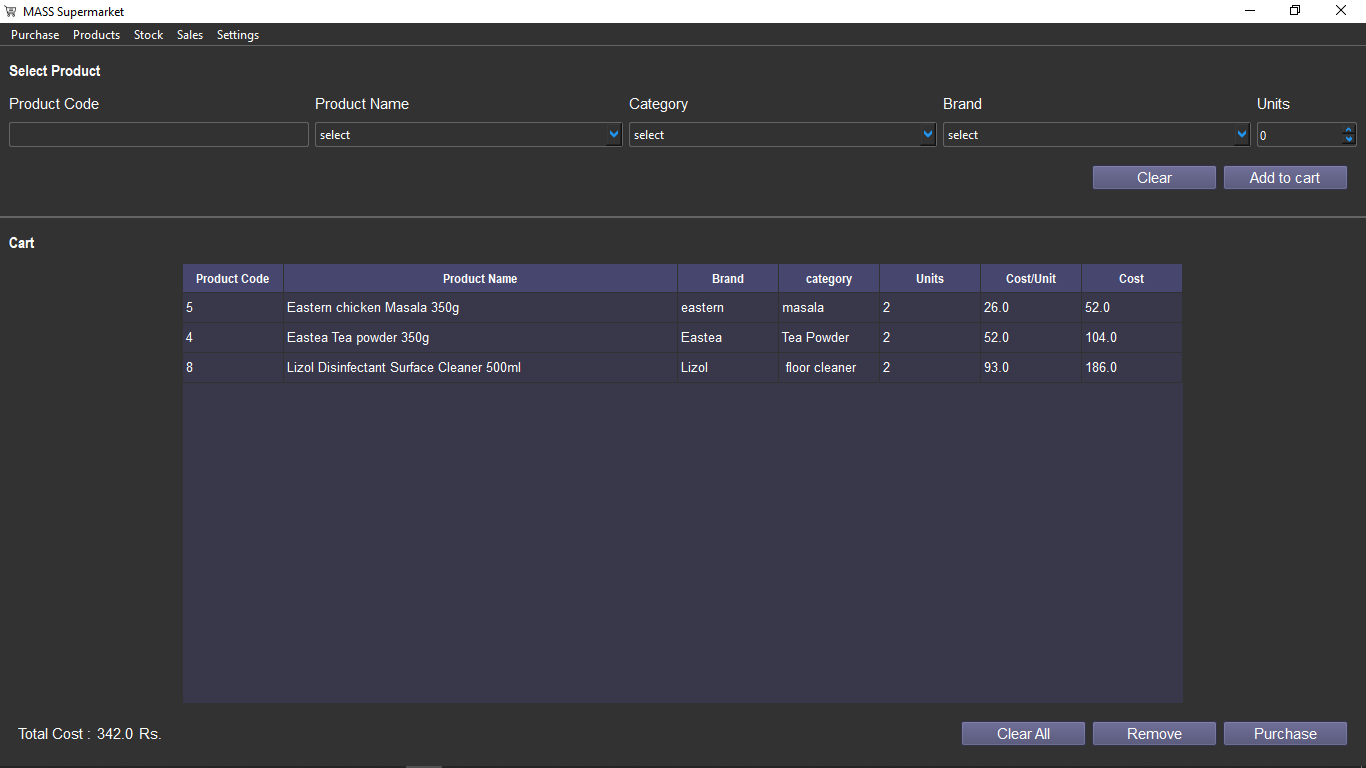 MASS Supermarket
Purchase Products Stock Sales Settings
Select Product
Product Code Product Name Category Brand Units
select select select 0
Clear Add to cart
Cart
Product Code Product Name Brand category Units Cost/Unit Cost
5 Eastern chicken Masala 350g eastern masala 2 26.0 52.0
4 Eastea Tea powder 350g Eastea Tea Powder 2 52.0 104.0
8 Lizol Disinfectant Surface Cleaner 500ml Lizol floor cleaner 2 93.0 186.0
Total Cost : 342.0 Rs. Clear All Remove Purchase